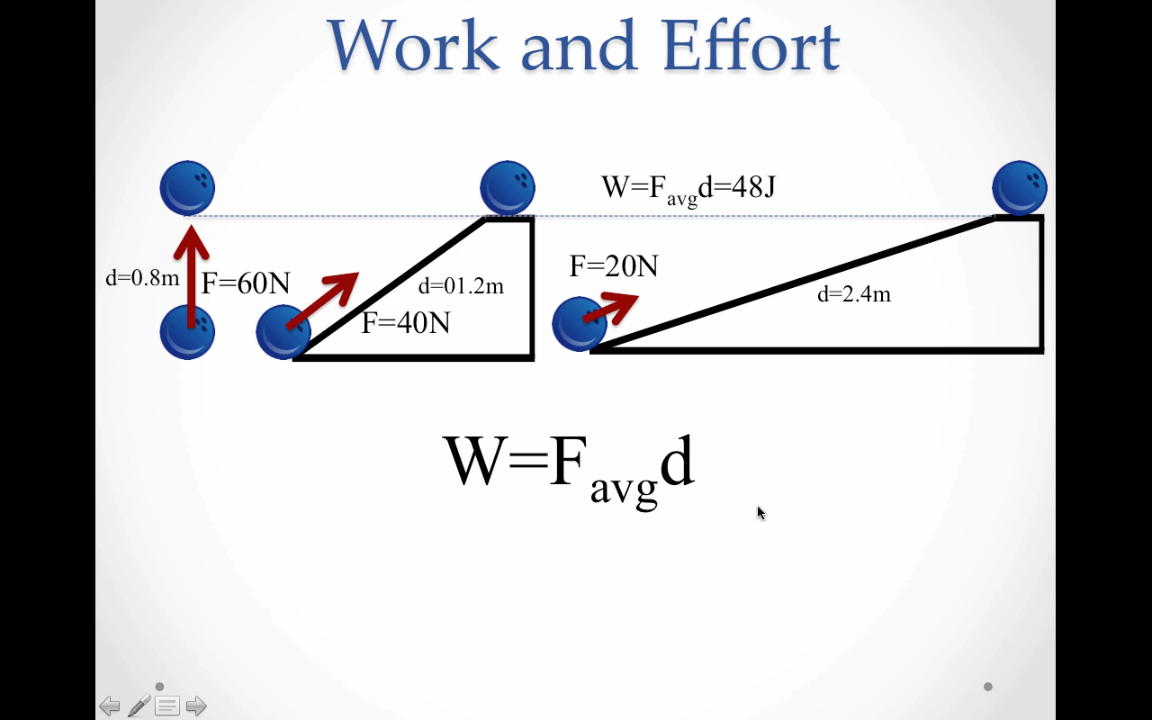 Work and Effort
W=Favgd=48J
d=0.8m
F=60N
d=01.2m
F=40N
F=20N
d=2.4m
W=Favgd